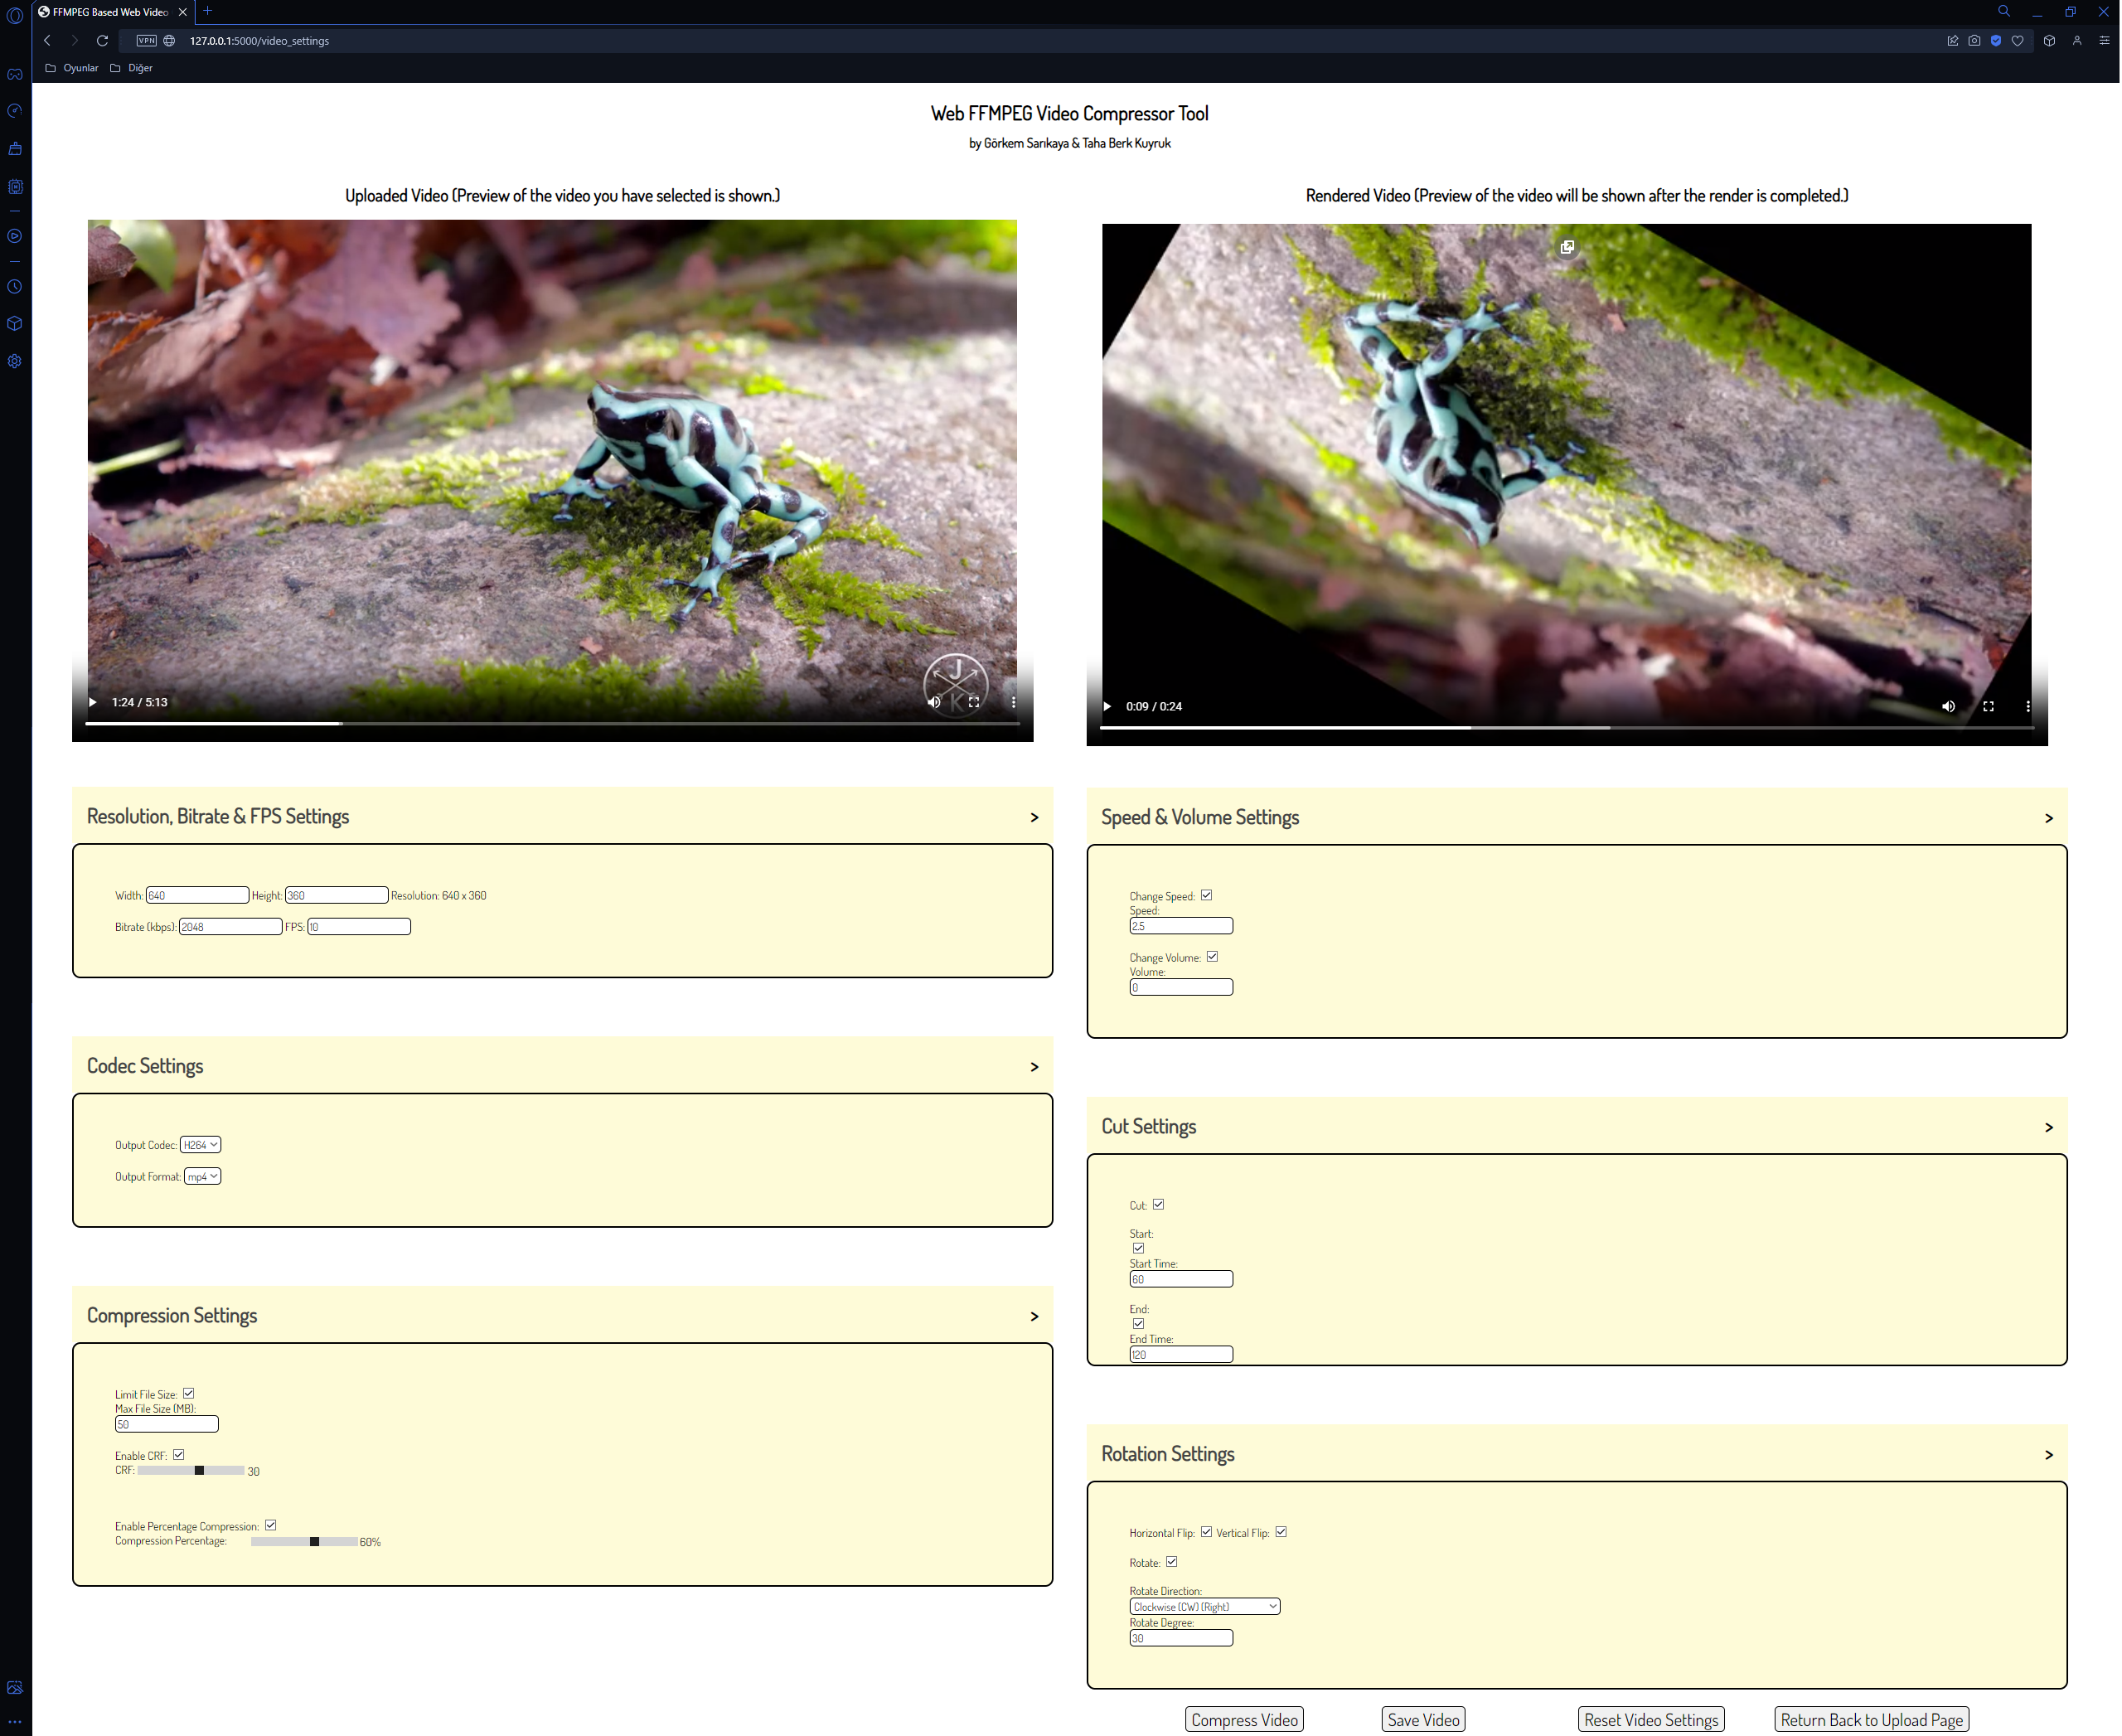 FFMPEG Based Web Video
VPN 127.0.0.1:5000/video_settings
Oyunlar Diğer
Web FFMPEG Video Compressor Tool
by Görkem Sarıkaya & Taha Berk Kuyruk
Uploaded Video (Preview of the video you have selected is shown.)
J
K
1:24 / 5:13
Rendered Video (Preview of the video will be shown after the render is completed.)
0:09 / 0:24
Resolution, Bitrate & FPS Settings >
Width: 640 Height: 360 Resolution: 640 x 360
Bitrate (kbps): 2048 FPS: 10
Codec Settings >
Output Codec: H264
Output Format: mp4
Compression Settings >
Limit File Size:
Max File Size (MB):
50
Enable CRF:
CRF: 30
Enable Percentage Compression:
Compression Percentage: 60%
Speed & Volume Settings >
Change Speed:
Speed:
2.5
Change Volume:
Volume:
0
Cut Settings >
Cut:
Start:
Start Time:
60
End:
End Time:
120
Rotation Settings >
Horizontal Flip: Vertical Flip:
Rotate:
Rotate Direction:
Clockwise (CW) (Right)
Rotate Degree:
30
Compress Video Save Video Reset Video Settings Return Back to Upload Page